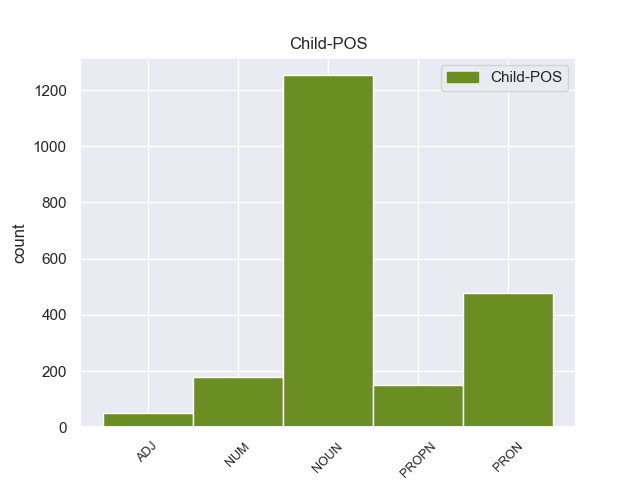 Child-POS
Child-POS
1200
1000
800
600
400
200
0
count
ADJ
NUM
NOUN
PROPN
PRON